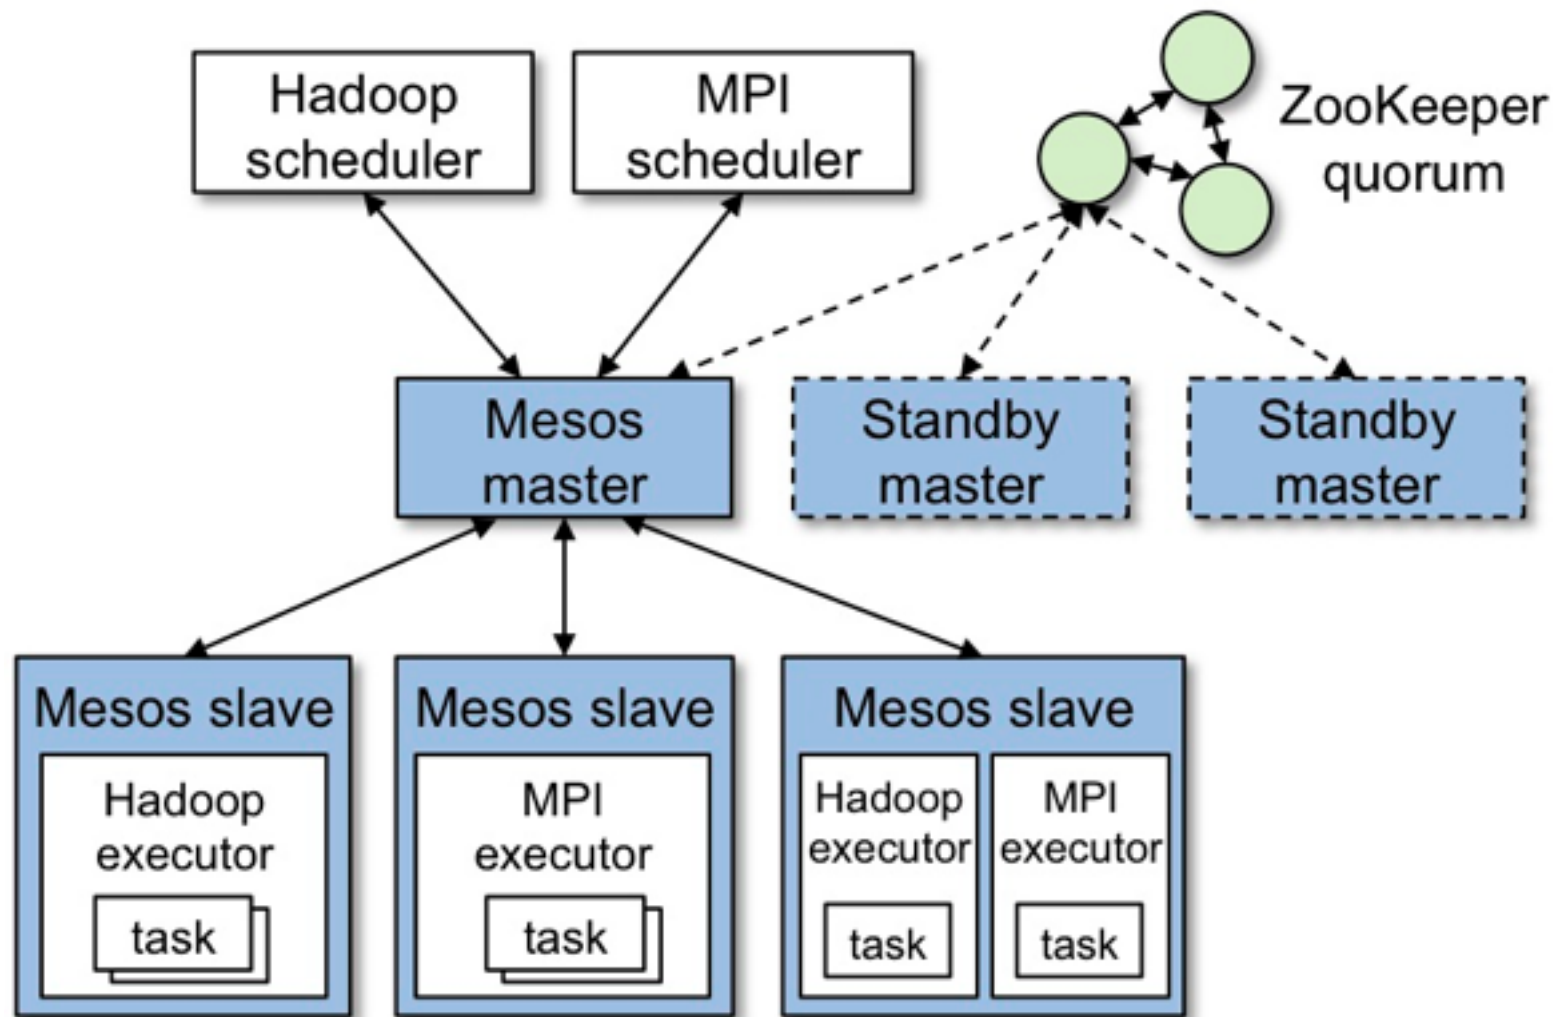 Hadoop
scheduler
MPI
scheduler
ZooKeeper
quorum
Mesos
master
Standby
master
Standby
master
Mesos slave
Hadoop
executor
task
Mesos slave
MPI
executor
task
Mesos slave
Hadoop
executor
task
MPI
executor
task